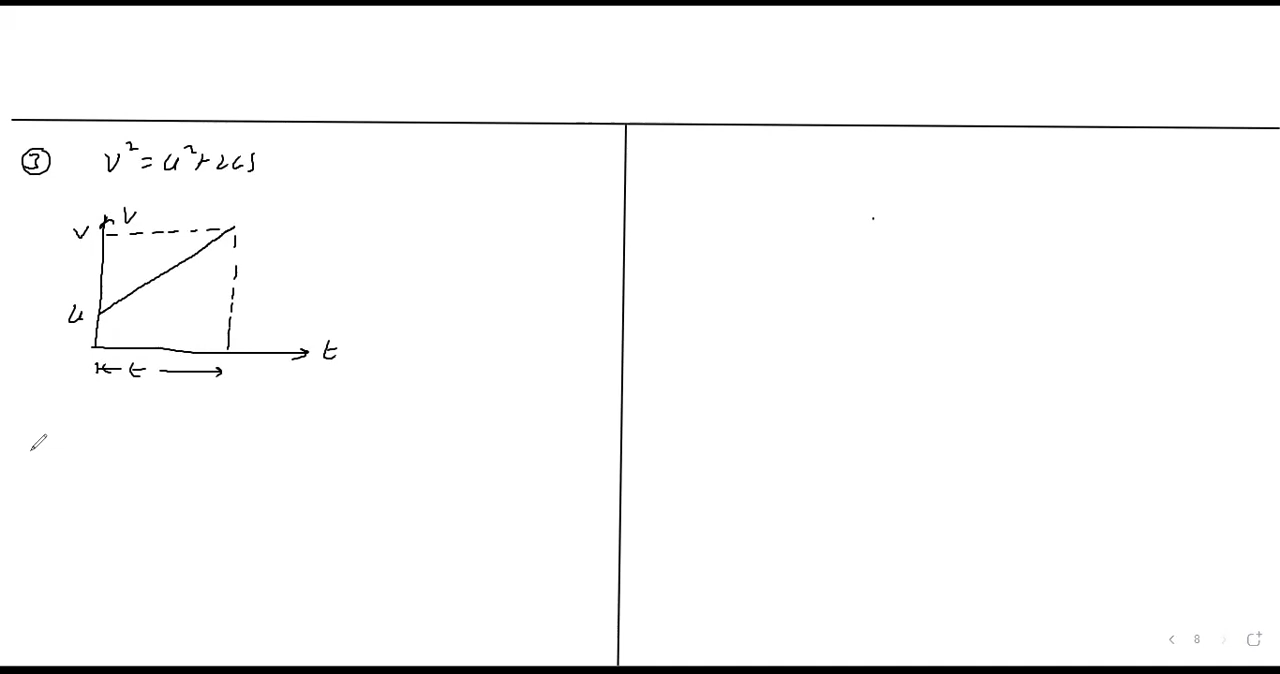 ③ v² = u² + 2as
v
v
u
t
t
8